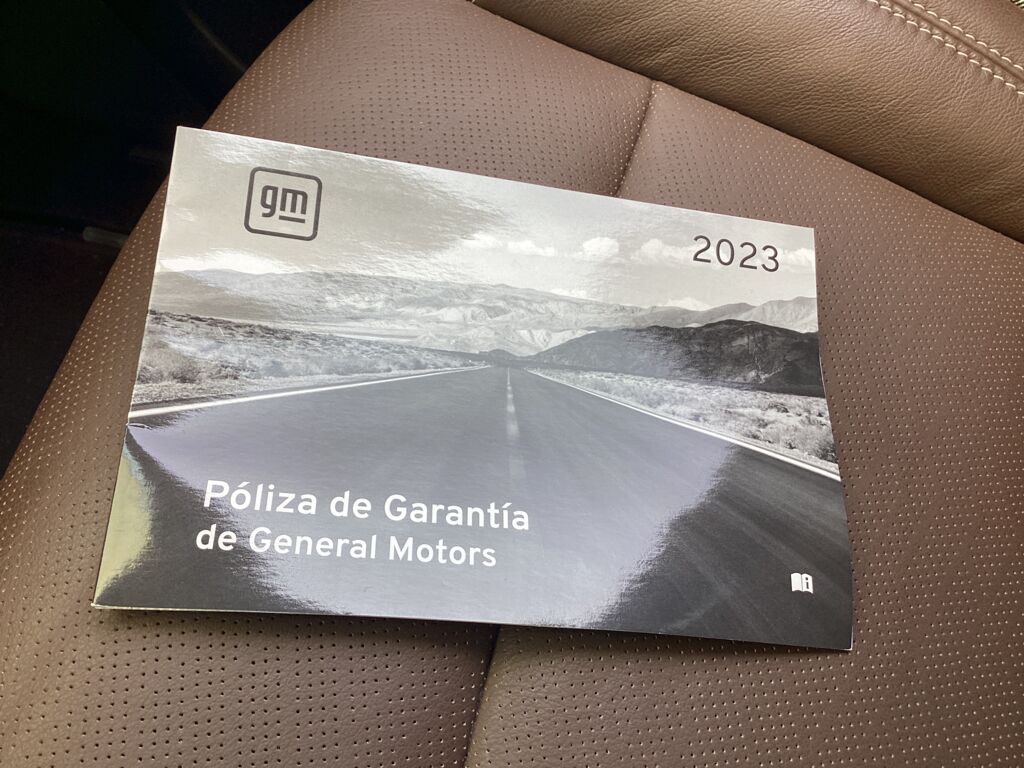 gm
2023
Póliza de Garantía
de General Motors